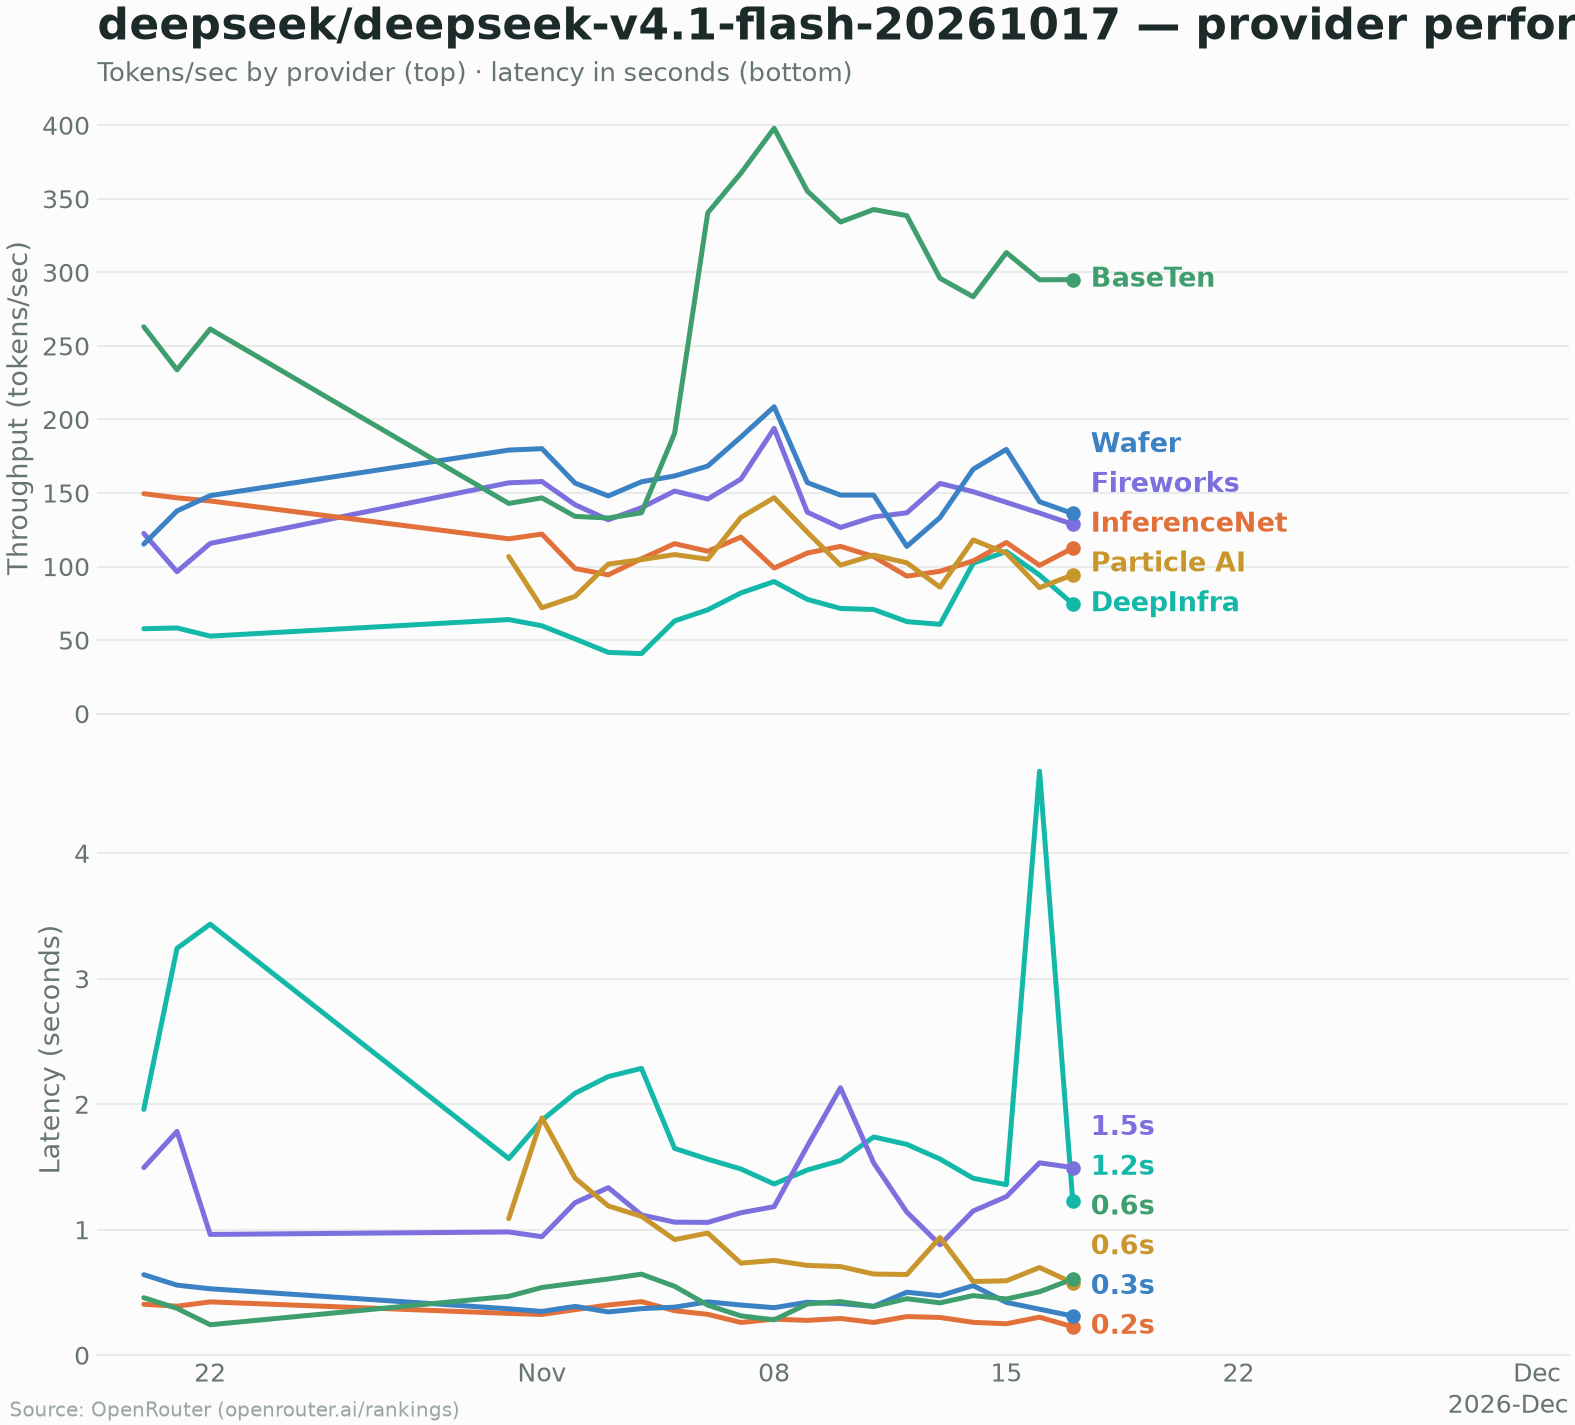 deepseek/deepseek-v4.1-flash-20261017 — provider perfor
Tokens/sec by provider (top) · latency in seconds (bottom)
Throughput (tokens/sec)
400
350
300
250
200
150
100
50
0
BaseTen
Wafer
Fireworks
InferenceNet
Particle AI
DeepInfra
Latency (seconds)
4
3
2
1
0
1.5s
1.2s
0.6s
0.6s
0.3s
0.2s
22
Nov
08
15
22
Dec
2026-Dec
Source: OpenRouter (openrouter.ai/rankings)